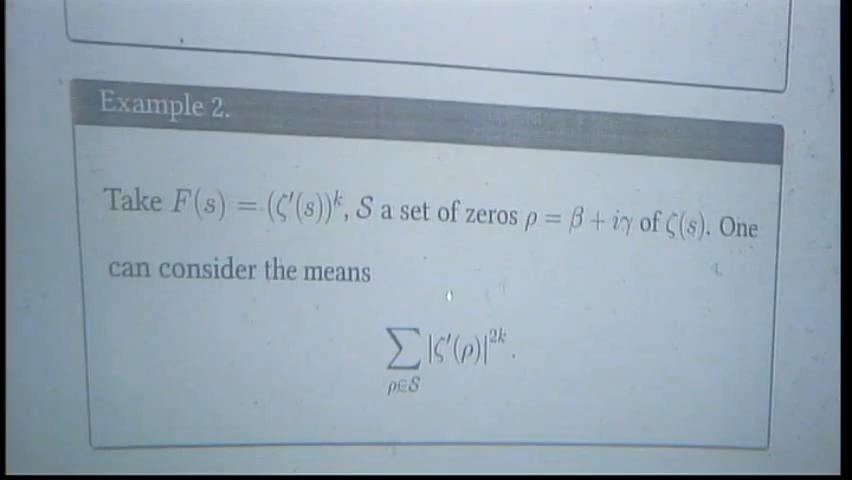 Example 2.
Take F(s) = (ζ′(s))^k, S a set of zeros ρ = β + iγ of ζ(s). One
can consider the means
∑_{ρ∈S} |ζ′(ρ)|^{2k}.